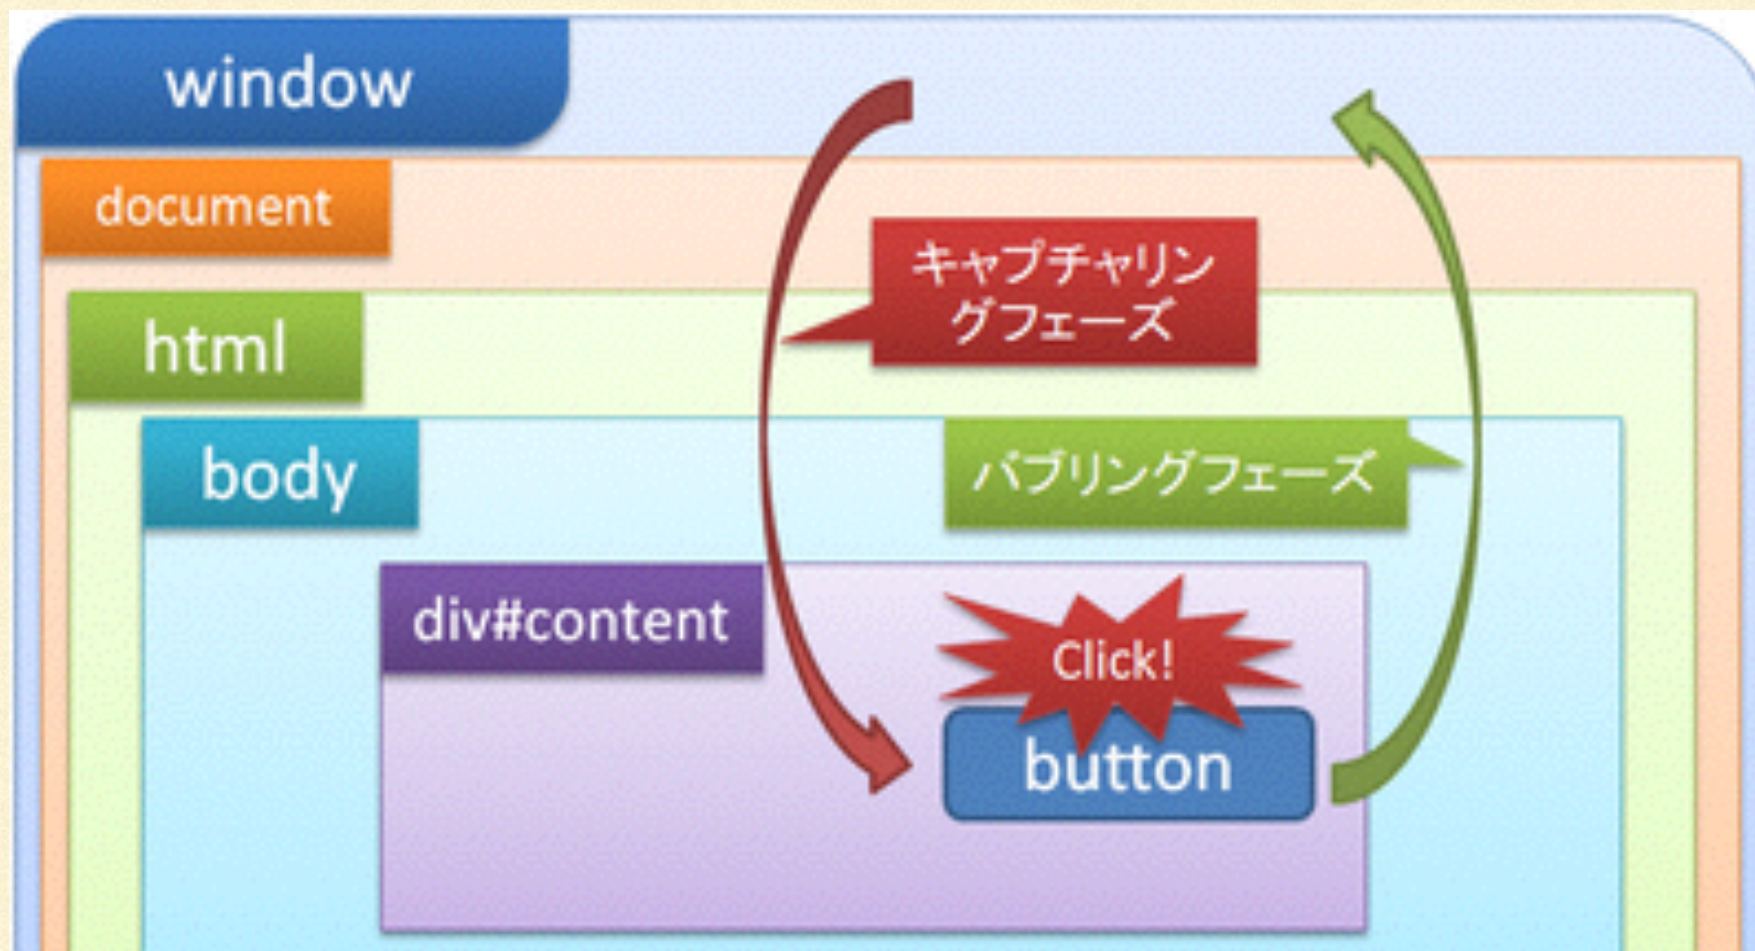 window
document
キャプチャリン
グフェーズ
html
body
バブリングフェーズ
div#content
Click!
button